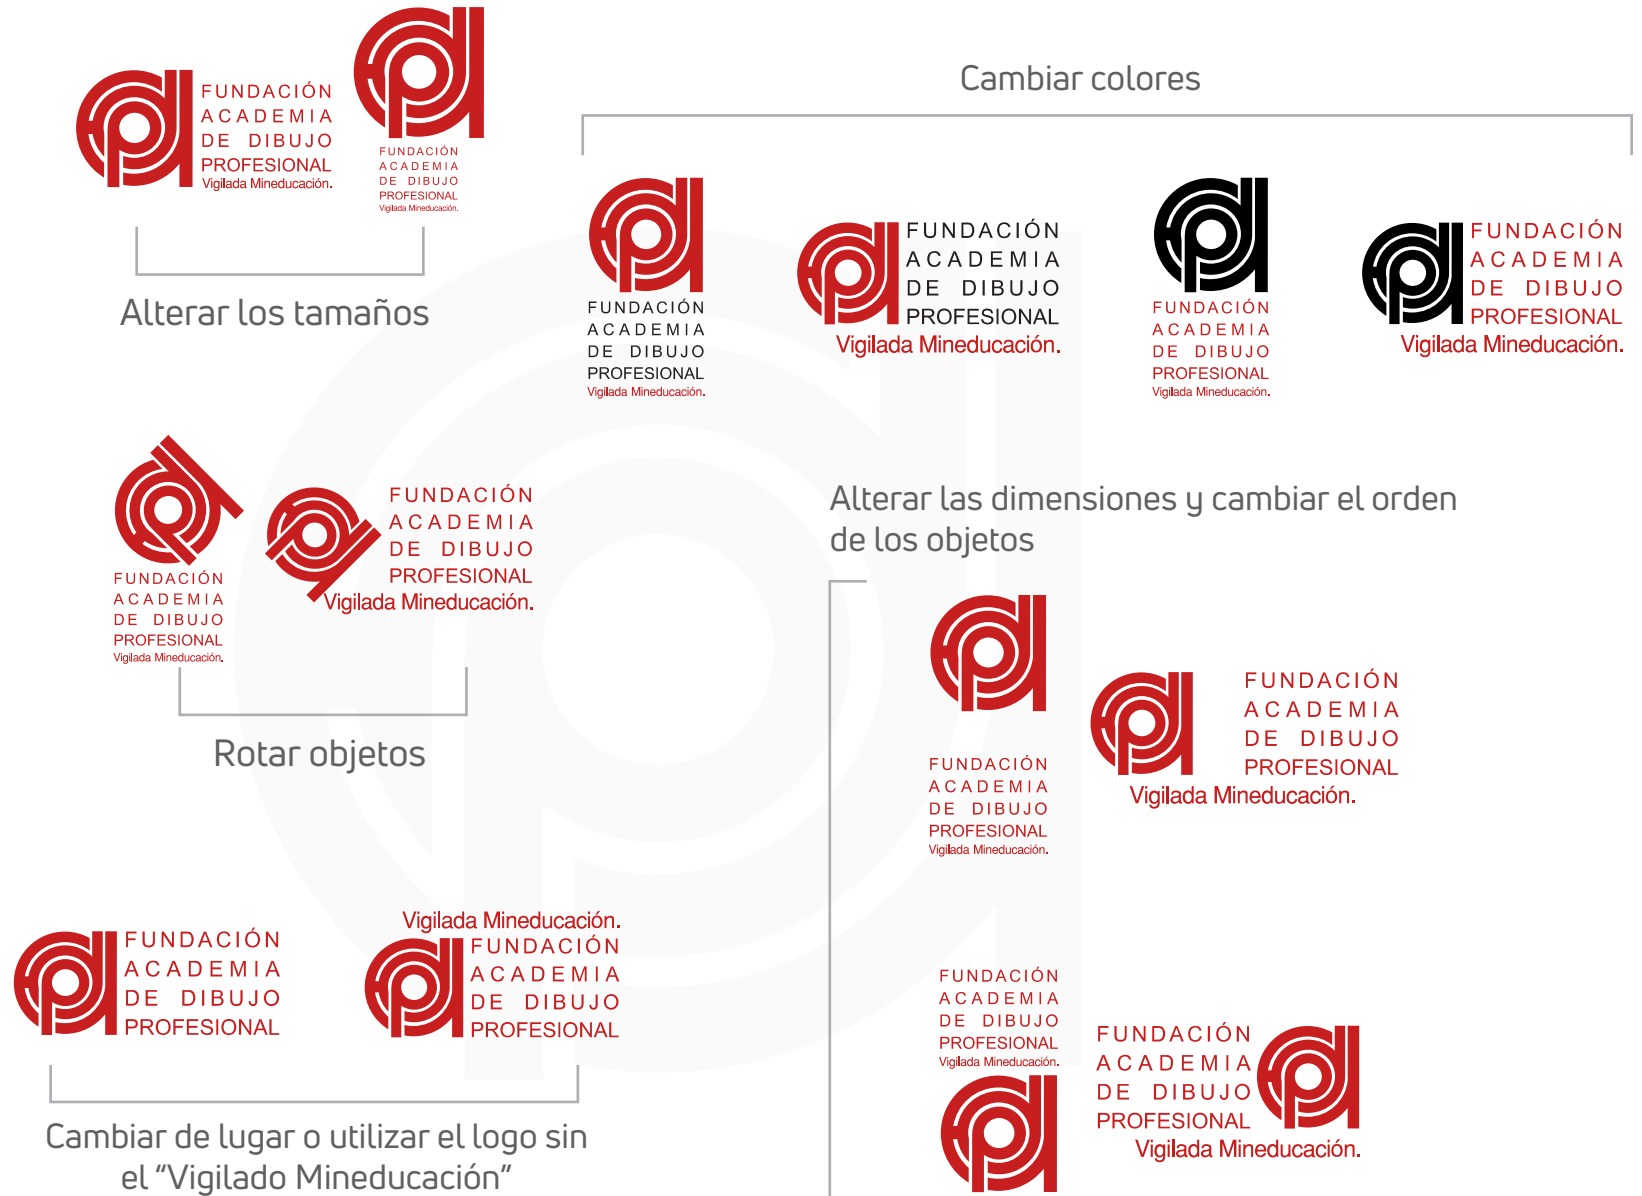 FUNDACIÓN
ACADEMIA
DE DIBUJO
PROFESIONAL
Vigilada Mineducación.
FUNDACIÓN
ACADEMIA
DE DIBUJO
PROFESIONAL
Vigilada Mineducación.
Alterar los tamaños
Cambiar colores
FUNDACIÓN
ACADEMIA
DE DIBUJO
PROFESIONAL
Vigilada Mineducación.
FUNDACIÓN
ACADEMIA
DE DIBUJO
PROFESIONAL
Vigilada Mineducación.
FUNDACIÓN
ACADEMIA
DE DIBUJO
PROFESIONAL
Vigilada Mineducación.
FUNDACIÓN
ACADEMIA
DE DIBUJO
PROFESIONAL
Vigilada Mineducación.
FUNDACIÓN
ACADEMIA
DE DIBUJO
PROFESIONAL
Vigilada Mineducación.
FUNDACIÓN
ACADEMIA
DE DIBUJO
PROFESIONAL
Vigilada Mineducación.
Rotar objetos
Alterar las dimensiones y cambiar el orden
de los objetos
FUNDACIÓN
ACADEMIA
DE DIBUJO
PROFESIONAL
Vigilada Mineducación.
FUNDACIÓN
ACADEMIA
DE DIBUJO
PROFESIONAL
Vigilada Mineducación.
FUNDACIÓN
ACADEMIA
DE DIBUJO
PROFESIONAL
Vigilada Mineducación.
FUNDACIÓN
ACADEMIA
DE DIBUJO
PROFESIONAL
Vigilada Mineducación.
FUNDACIÓN
ACADEMIA
DE DIBUJO
PROFESIONAL
Vigilada Mineducación.
FUNDACIÓN
ACADEMIA
DE DIBUJO
PROFESIONAL
Cambiar de lugar o utilizar el logo sin
el “Vigilado Mineducación”